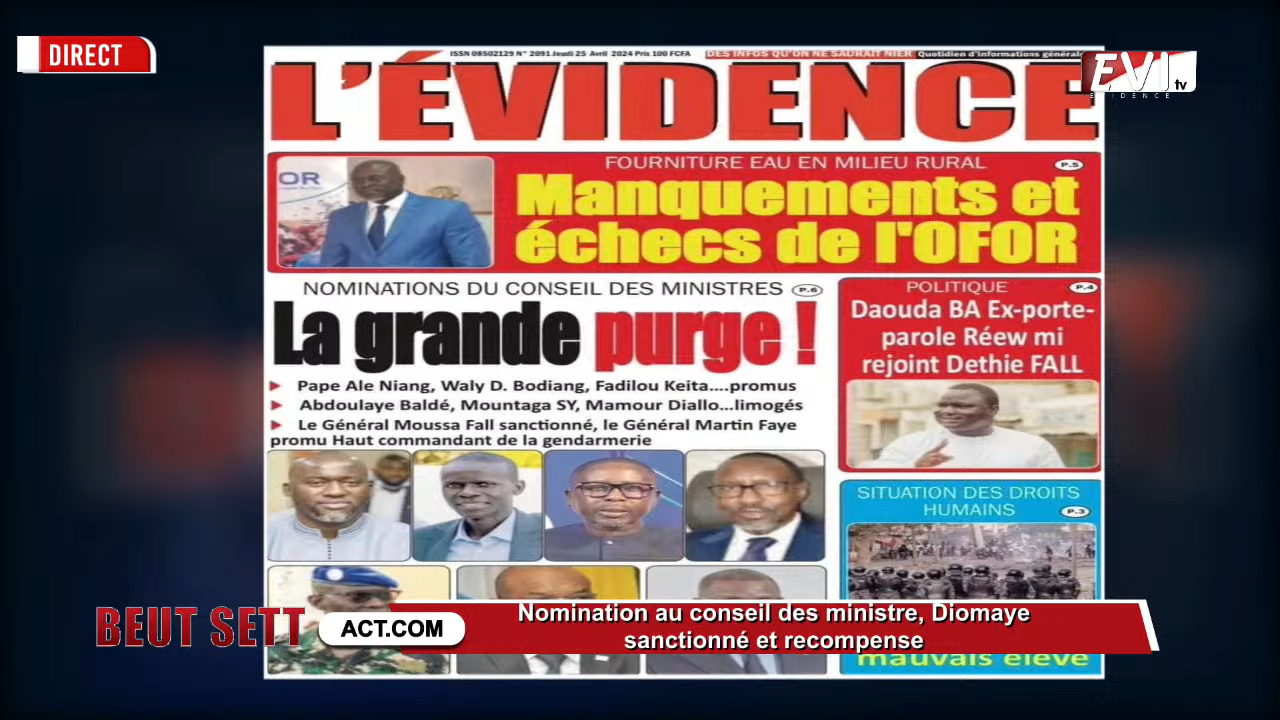 DIRECT
ISSN 08502129 N° 2091 Jeudi 25 Avril 2024 Prix 100 FCFA
DES INFOS QU'ON NE SAURAIT NIER Quotidien d'informations générale
L'ÉVIDENCE
EVI tv
EVIDENCE
OR
FOURNITURE EAU EN MILIEU RURAL
P.5
Manquements et
échecs de l'OFOR
NOMINATIONS DU CONSEIL DES MINISTRES P.6
La grande purge !
Pape Ale Niang, Waly D. Bodiang, Fadilou Keita....promus
Abdoulaye Baldé, Mountaga SY, Mamour Diallo...limogés
Le Général Moussa Fall sanctionné, le Général Martin Faye
promu Haut commandant de la gendarmerie
POLITIQUE P.4
Daouda BA Ex-porte-
parole Réew mi
rejoint Dethie FALL
SITUATION DES DROITS
HUMAINS P.3
mauvais élève
BEUT SETT
ACT.COM
Nomination au conseil des ministre, Diomaye
sanctionné et recompense